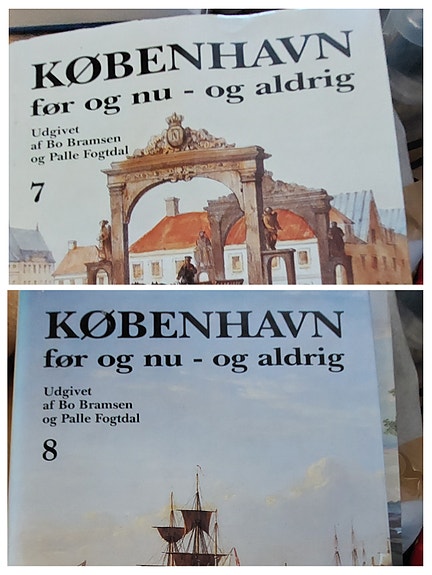 KØBENHAVN
før og nu - og aldrig
Udgivet
af Bo Bramsen
og Palle Fogtdal
7
KØBENHAVN
før og nu - og aldrig
Udgivet
af Bo Bramsen
og Palle Fogtdal
8